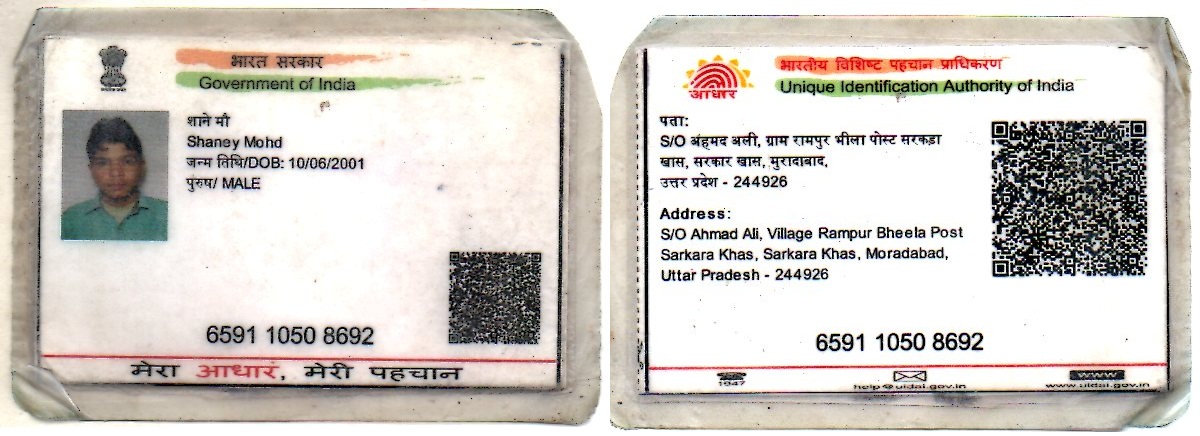 भारत सरकार
Government of India
शाने मौ
Shaney Mohd
जन्म तिथि/DOB: 10/06/2001
पुरुष/ MALE
6591 1050 8692
मेरा आधार, मेरी पहचान
भारतीय विशिष्ट पहचान प्राधिकरण
Unique Identification Authority of India
आधार
पता:
S/O अंहमद अली, ग्राम रामपुर भीला पोस्ट सरकड़ा
खास, सरकार खास, मुरादाबाद,
उत्तर प्रदेश - 244926
Address:
S/O Ahmad Ali, Village Rampur Bheela Post
Sarkara Khas, Sarkara Khas, Moradabad,
Uttar Pradesh - 244926
6591 1050 8692
1947
help@uidai.gov.in
www
www.uidai.gov.in